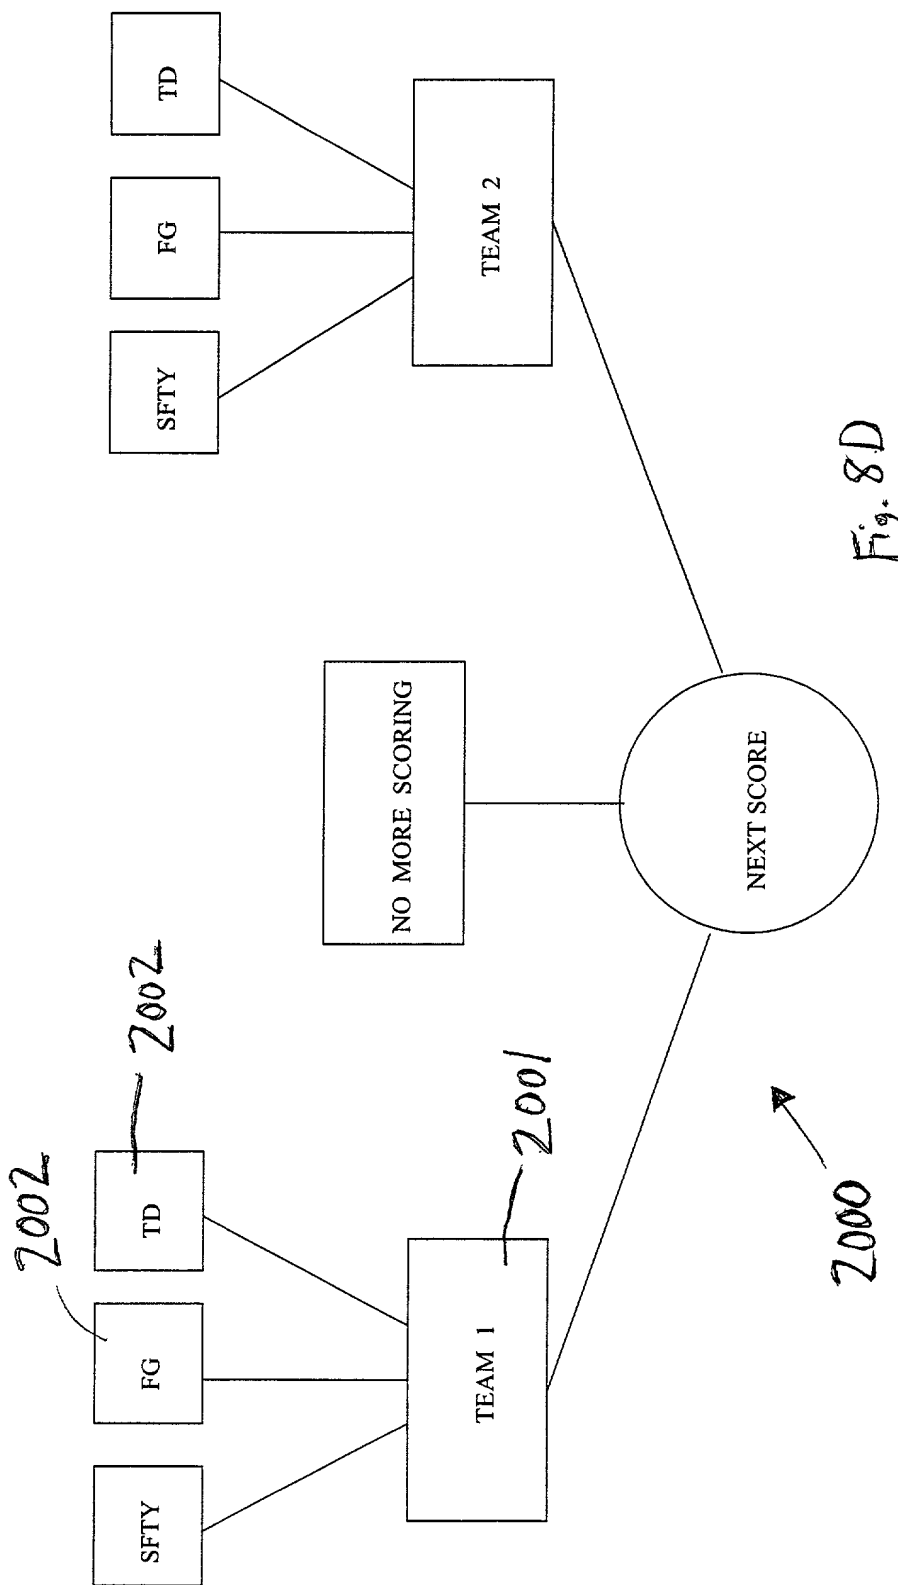 2002
SFTY
FG
TD
2002
SFTY
FG
TD
NO MORE SCORING
TEAM 1
2001
TEAM 2
NEXT SCORE
2000
Fig. 8D